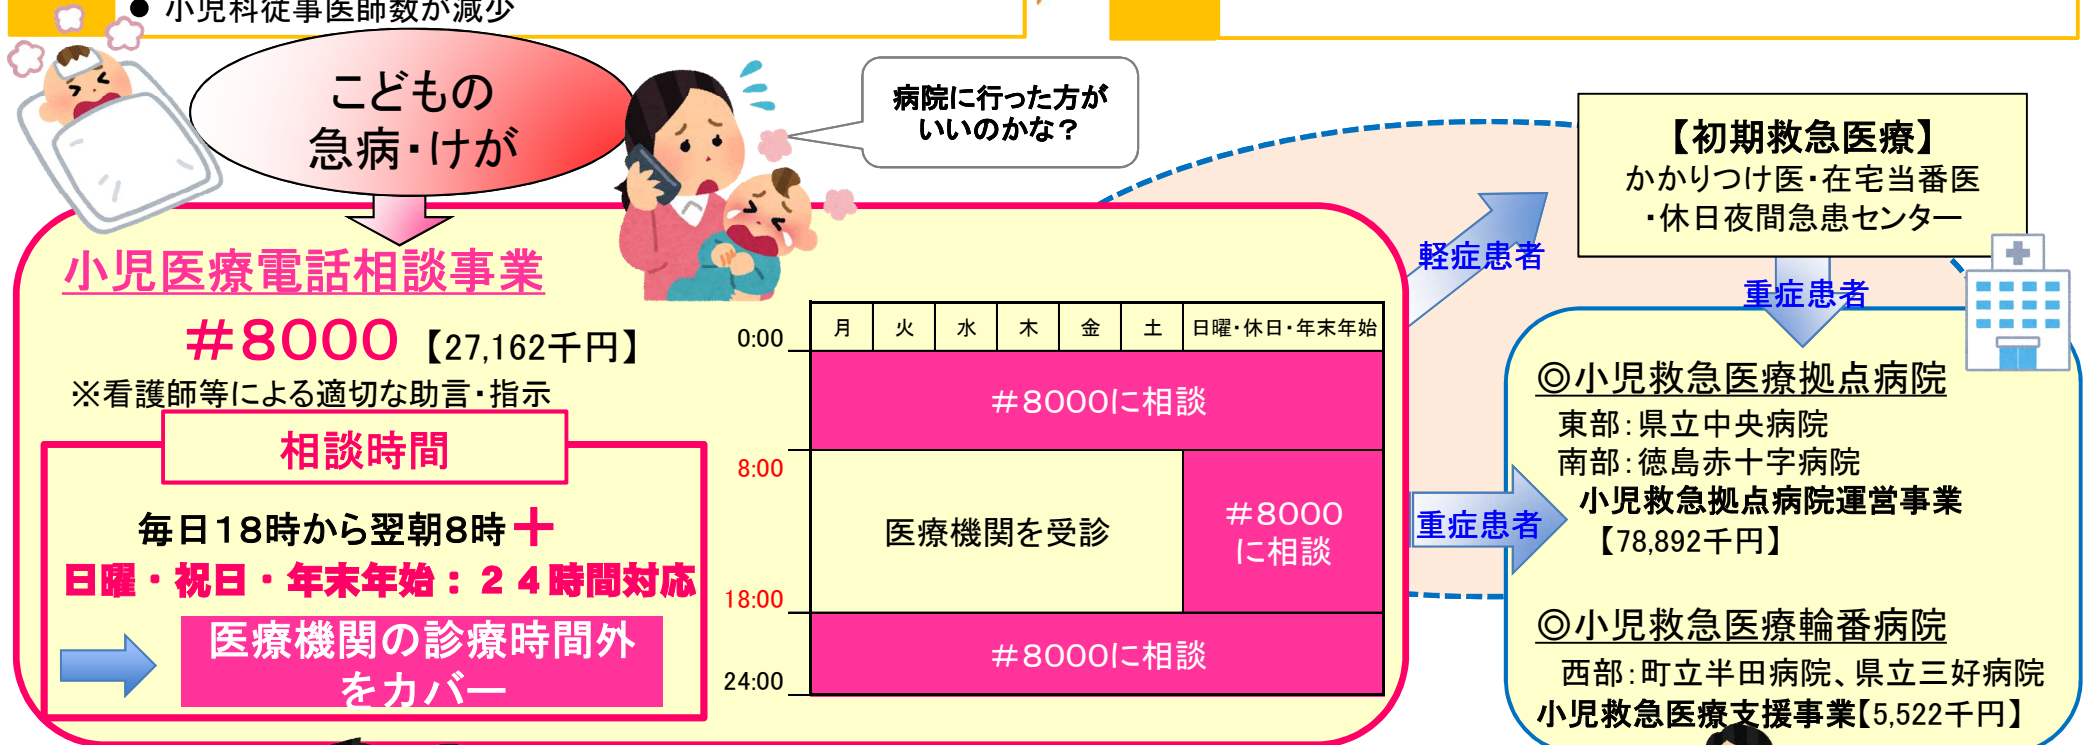 ● 小児科従事医師数が減少
こどもの
急病・けが
病院に行った方が
いいのかな？
【初期救急医療】
かかりつけ医・在宅当番医
・休日夜間急患センター
軽症患者
重症患者
小児医療電話相談事業
＃８０００【27,162千円】
※看護師等による適切な助言・指示
相談時間
毎日１８時から翌朝８時＋
日曜・祝日・年末年始：２４時間対応
医療機関の診療時間外
をカバー
月 火 水 木 金 土 日曜・休日・年末年始
0:00
＃８０００に相談
8:00
医療機関を受診
＃８０００
に相談
18:00
＃８０００に相談
24:00
重症患者
◎小児救急医療拠点病院
東部：県立中央病院
南部：徳島赤十字病院
小児救急拠点病院運営事業
【78,892千円】
◎小児救急医療輪番病院
西部：町立半田病院、県立三好病院
小児救急医療支援事業【5,522千円】